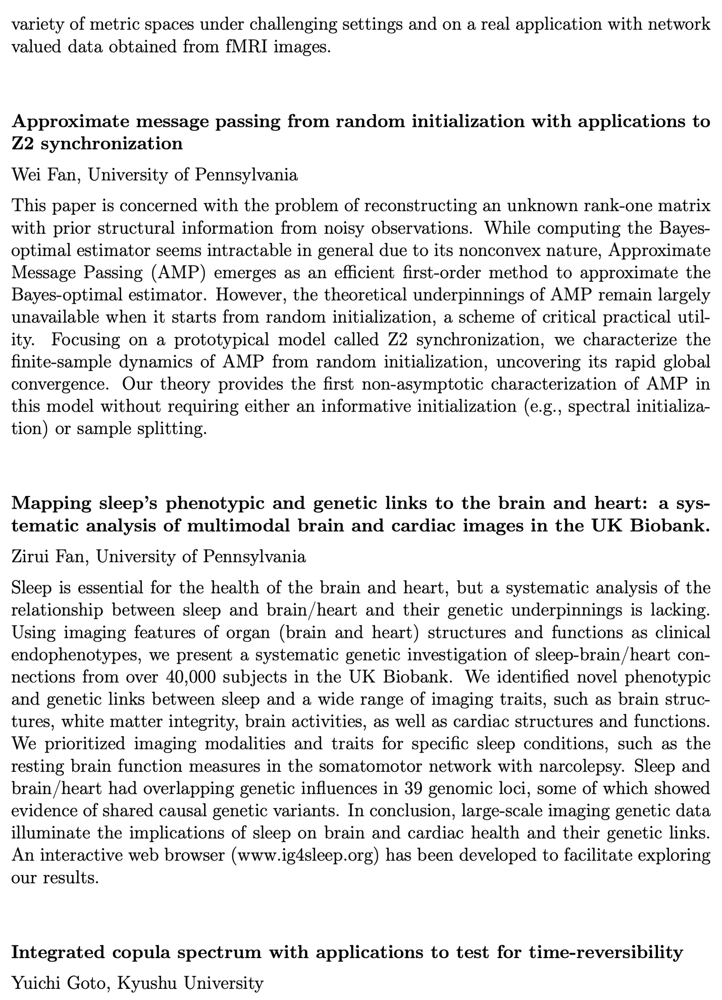 variety of metric spaces under challenging settings and on a real application with network
valued data obtained from fMRI images.
Approximate message passing from random initialization with applications to
Z2 synchronization
Wei Fan, University of Pennsylvania
This paper is concerned with the problem of reconstructing an unknown rank-one matrix
with prior structural information from noisy observations. While computing the Bayes-
optimal estimator seems intractable in general due to its nonconvex nature, Approximate
Message Passing (AMP) emerges as an efficient first-order method to approximate the
Bayes-optimal estimator. However, the theoretical underpinnings of AMP remain largely
unavailable when it starts from random initialization, a scheme of critical practical util-
ity. Focusing on a prototypical model called Z2 synchronization, we characterize the
finite-sample dynamics of AMP from random initialization, uncovering its rapid global
convergence. Our theory provides the first non-asymptotic characterization of AMP in
this model without requiring either an informative initialization (e.g., spectral initializa-
tion) or sample splitting.
Mapping sleep's phenotypic and genetic links to the brain and heart: a sys-
tematic analysis of multimodal brain and cardiac images in the UK Biobank.
Zirui Fan, University of Pennsylvania
Sleep is essential for the health of the brain and heart, but a systematic analysis of the
relationship between sleep and brain/heart and their genetic underpinnings is lacking.
Using imaging features of organ (brain and heart) structures and functions as clinical
endophenotypes, we present a systematic genetic investigation of sleep-brain/heart con-
nections from over 40,000 subjects in the UK Biobank. We identified novel phenotypic
and genetic links between sleep and a wide range of imaging traits, such as brain struc-
tures, white matter integrity, brain activities, as well as cardiac structures and functions.
We prioritized imaging modalities and traits for specific sleep conditions, such as the
resting brain function measures in the somatomotor network with narcolepsy. Sleep and
brain/heart had overlapping genetic influences in 39 genomic loci, some of which showed
evidence of shared causal genetic variants. In conclusion, large-scale imaging genetic data
illuminate the implications of sleep on brain and cardiac health and their genetic links.
An interactive web browser (www.ig4sleep.org) has been developed to facilitate exploring
our results.
Integrated copula spectrum with applications to test for time-reversibility
Yuichi Goto, Kyushu University